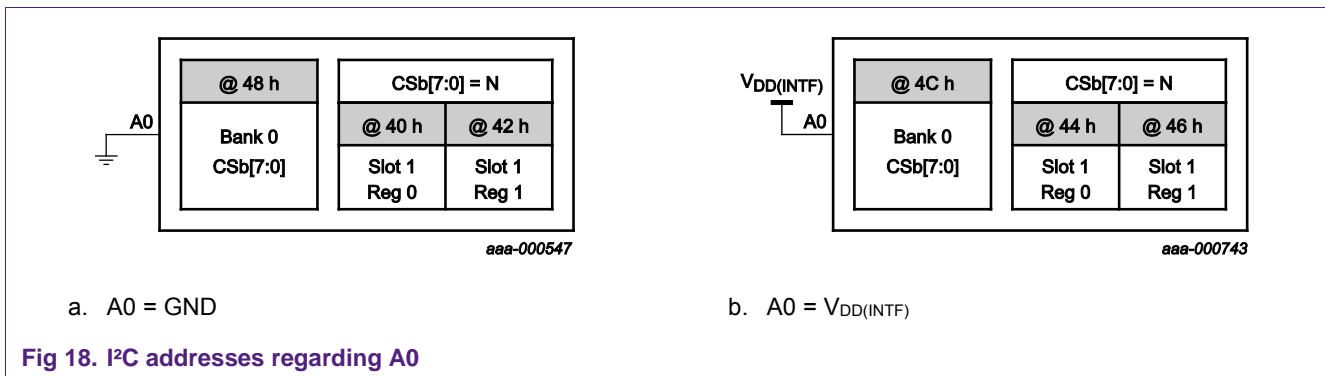 @ 48 h
CSb[7:0] = N
A0
Bank 0
CSb[7:0]
@ 40 h
@ 42 h
Slot 1
Reg 0
Slot 1
Reg 1
aaa-000547
VDD(INTF)
A0
@ 4C h
CSb[7:0] = N
Bank 0
CSb[7:0]
@ 44 h
@ 46 h
Slot 1
Reg 0
Slot 1
Reg 1
aaa-000743
a. A0 = GND
b. A0 = VDD(INTF)
Fig 18. I²C addresses regarding A0